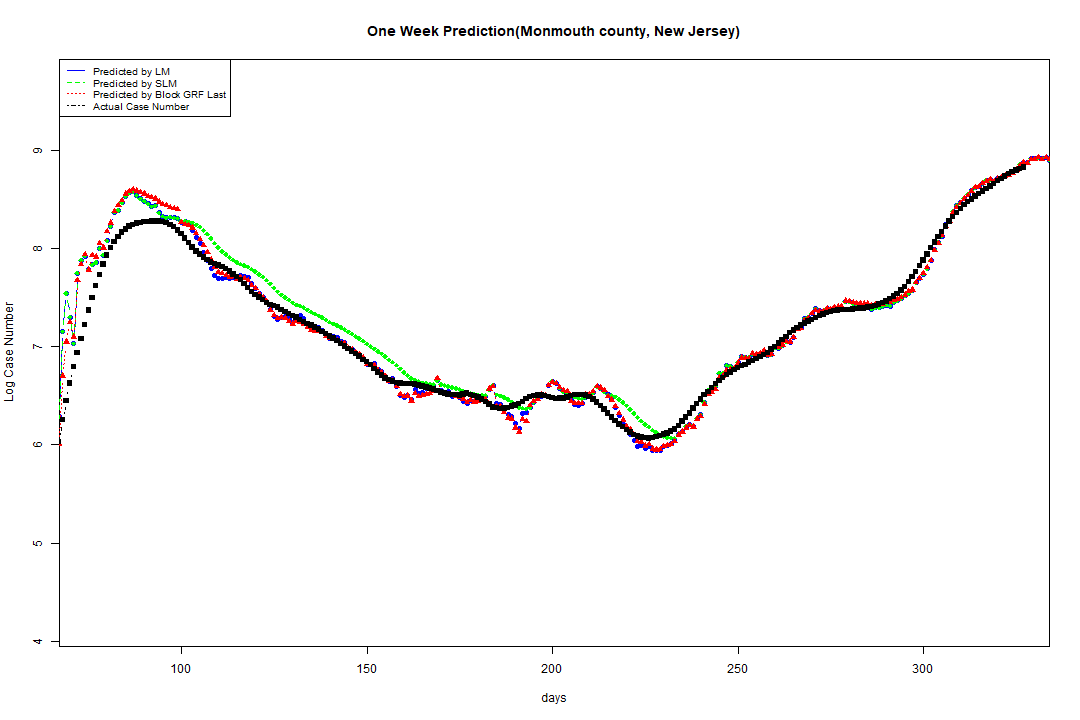 One Week Prediction(Monmouth county, New Jersey)
Predicted by LM
Predicted by SLM
Predicted by Block GRF Last
Actual Case Number
9
8
7
6
5
4
Log Case Number
100 150 200 250 300
days